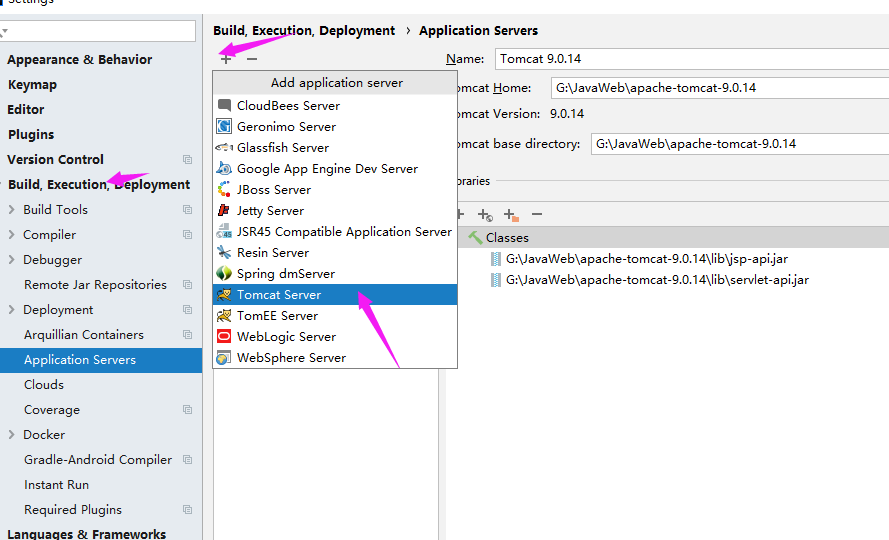 Settings
Appearance & Behavior
Keymap
Editor
Plugins
Version Control
Build, Execution, Deployment
Build Tools
Compiler
Debugger
Remote Jar Repositories
Deployment
Arquillian Containers
Application Servers
Clouds
Coverage
Docker
Gradle-Android Compiler
Instant Run
Required Plugins
Languages & Frameworks
Build, Execution, Deployment › Application Servers
Add application server
CloudBees Server
Geronimo Server
Glassfish Server
Google App Engine Dev Server
JBoss Server
Jetty Server
JSR45 Compatible Application Server
Resin Server
Spring dmServer
Tomcat Server
TomEE Server
WebLogic Server
WebSphere Server
Name: Tomcat 9.0.14
omcat Home: G:\JavaWeb\apache-tomcat-9.0.14
omcat Version: 9.0.14
omcat base directory: G:\JavaWeb\apache-tomcat-9.0.14
braries
Classes
G:\JavaWeb\apache-tomcat-9.0.14\lib\jsp-api.jar
G:\JavaWeb\apache-tomcat-9.0.14\lib\servlet-api.jar